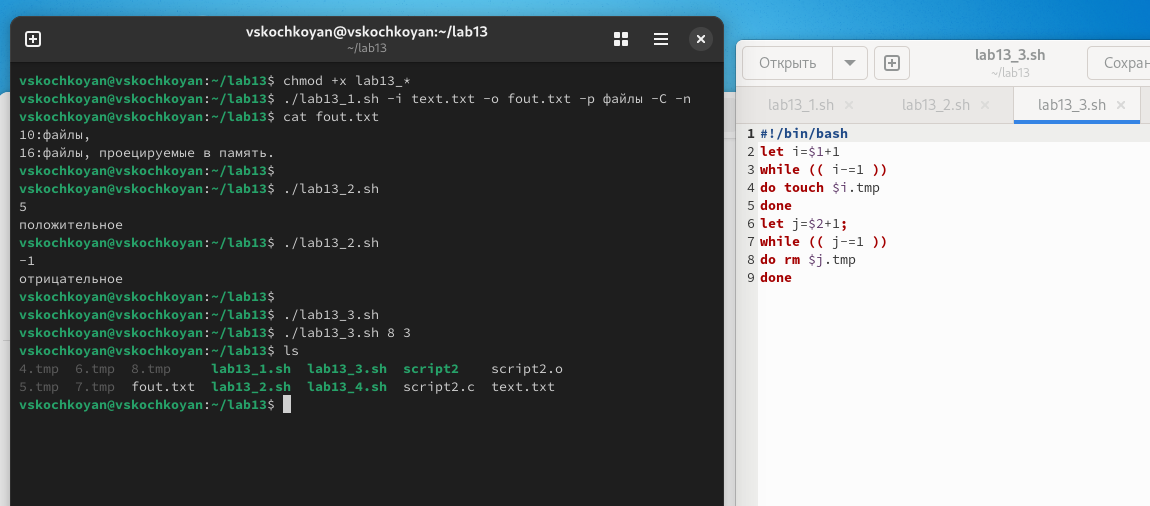 vskochkoyan@vskochkoyan:~/lab13
~/lab13
vskochkoyan@vskochkoyan:~/lab13$ chmod +x lab13_*
vskochkoyan@vskochkoyan:~/lab13$ ./lab13_1.sh -i text.txt -o fout.txt -p файлы -C -n
vskochkoyan@vskochkoyan:~/lab13$ cat fout.txt
10:файлы,
16:файлы, проецируемые в память.
vskochkoyan@vskochkoyan:~/lab13$
vskochkoyan@vskochkoyan:~/lab13$ ./lab13_2.sh
5
положительное
vskochkoyan@vskochkoyan:~/lab13$ ./lab13_2.sh
-1
отрицательное
vskochkoyan@vskochkoyan:~/lab13$
vskochkoyan@vskochkoyan:~/lab13$ ./lab13_3.sh
vskochkoyan@vskochkoyan:~/lab13$ ./lab13_3.sh 8 3
vskochkoyan@vskochkoyan:~/lab13$ ls
4.tmp 6.tmp 8.tmp lab13_1.sh lab13_3.sh script2 script2.o
5.tmp 7.tmp fout.txt lab13_2.sh lab13_4.sh script2.c text.txt
vskochkoyan@vskochkoyan:~/lab13$
Открыть
lab13_3.sh
~/lab13
Сохран
lab13_1.sh lab13_2.sh lab13_3.sh
1 #!/bin/bash
2 let i=$1+1
3 while (( i-=1 ))
4 do touch $i.tmp
5 done
6 let j=$2+1;
7 while (( j-=1 ))
8 do rm $j.tmp
9 done